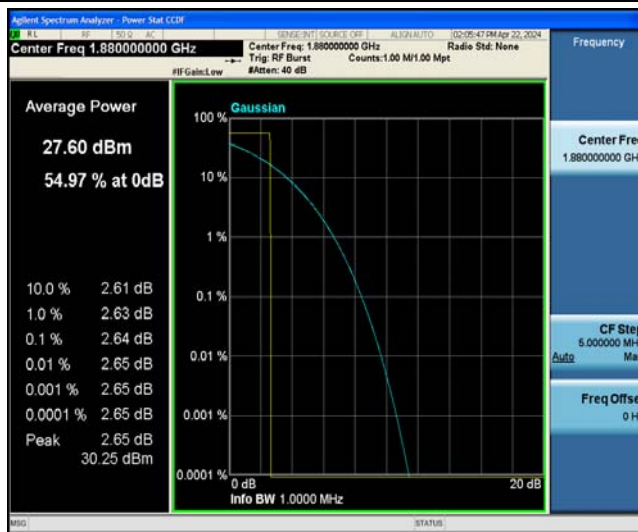 Agilent Spectrum Analyzer - Power Stat CCDF
RL RF 50 Ω AC SENSE:INT SOURCE OFF ALIGN AUTO 02:05:47 PM Apr 22, 2024
Center Freq 1.880000000 GHz
Center Freq: 1.880000000 GHz Radio Std: None
Trig: RF Burst Counts:1.00 M/1.00 Mpt
#IFGain:Low #Atten: 40 dB
Frequency
Average Power
27.60 dBm
54.97 % at 0dB
10.0 % 2.61 dB
1.0 % 2.63 dB
0.1 % 2.64 dB
0.01 % 2.65 dB
0.001 % 2.65 dB
0.0001 % 2.65 dB
Peak 2.65 dB
30.25 dBm
Gaussian
100 %
10 %
1 %
0.1 %
0.01 %
0.001 %
0.0001 %
0 dB 20 dB
Info BW 1.0000 MHz
Center Fre
1.880000000 GH
CF Ste
5.000000 MH
Auto Ma
Freq Offse
0 H
MSG STATUS